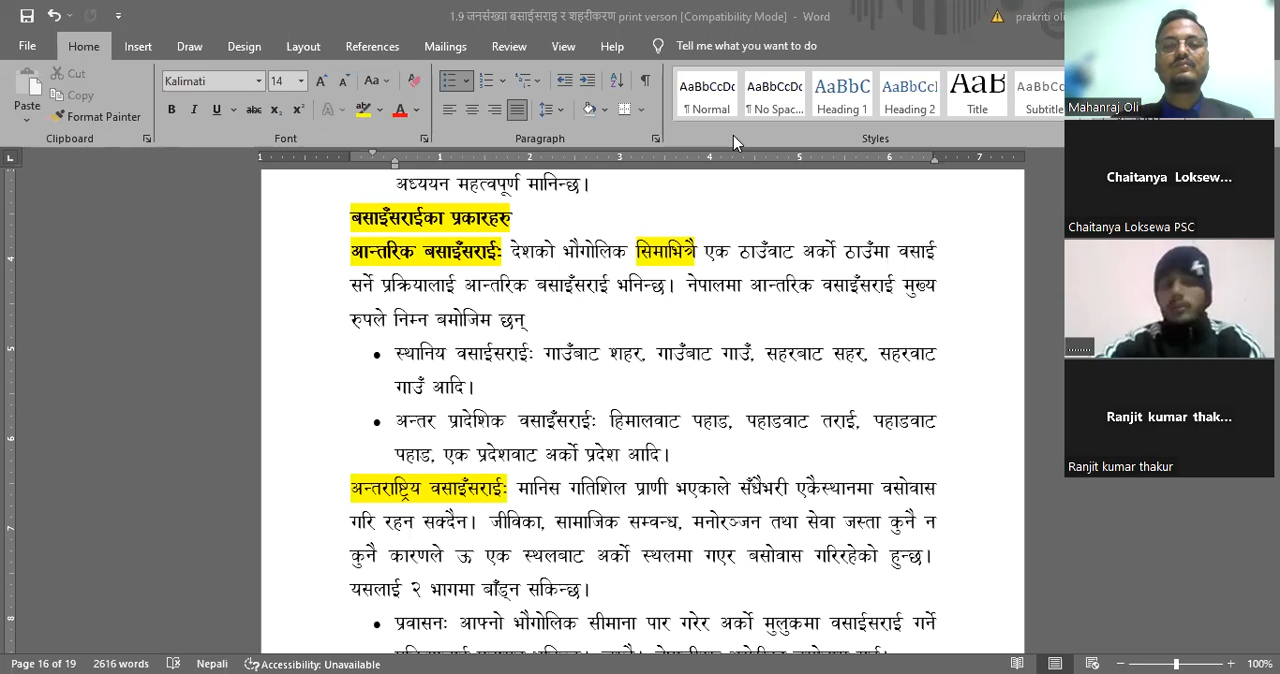 1.9 जनसंख्या बसाईसराइ र शहरीकरण print verson [Compatibility Mode] - Word
prakriti oli
File Home Insert Draw Design Layout References Mailings Review View Help Tell me what you want to do
Paste
Cut
Copy
Format Painter
Clipboard
Kalimati 14
Font
Paragraph
AaBbCcDc AaBbCcDc AaBbC AaBbCcI AaB AaBbCcD
¶ Normal ¶ No Spac... Heading 1 Heading 2 Title Subtitle
Styles
अध्ययन महत्वपूर्ण मानिन्छ।
बसाइँसराईका प्रकारहरु
आन्तरिक बसाइँसराईः देशको भौगोलिक सिमाभित्रै एक ठाउँवाट अर्को ठाउँमा वसाई
सर्ने प्रक्रियालाई आन्तरिक बसाइँसराई भनिन्छ। नेपालमा आन्तरिक वसाइँसराई मुख्य
रुपले निम्न बमोजिम छन्
• स्थानिय वसाईसराईः गाउँबाट शहर, गाउँबाट गाउँ, सहरबाट सहर, सहरवाट
गाउँ आदि।
• अन्तर प्रादेशिक वसाइँसराईः हिमालवाट पहाड, पहाडवाट तराई, पहाडवाट
पहाड, एक प्रदेशवाट अर्को प्रदेश आदि।
अन्तराष्ट्रिय वसाइँसराईः मानिस गतिशिल प्राणी भएकाले सँधैभरी एकैस्थानमा वसोवास
गरि रहन सक्दैन। जीविका, सामाजिक सम्वन्ध, मनोरञ्जन तथा सेवा जस्ता कुनै न
कुनै कारणले ऊ एक स्थलबाट अर्को स्थलमा गएर बसोवास गरिरहेको हुन्छ।
यसलाई २ भागमा बाँड्न सकिन्छ।
• प्रवासनः आफ्नो भौगोलिक सीमाना पार गरेर अर्को मुलुकमा वसाईसराई गर्ने
Page 16 of 19 2616 words Nepali Accessibility: Unavailable 100%
Mahanraj Oli
Chaitanya Loksew...
Chaitanya Loksewa PSC
........
Ranjit kumar thak...
Ranjit kumar thakur